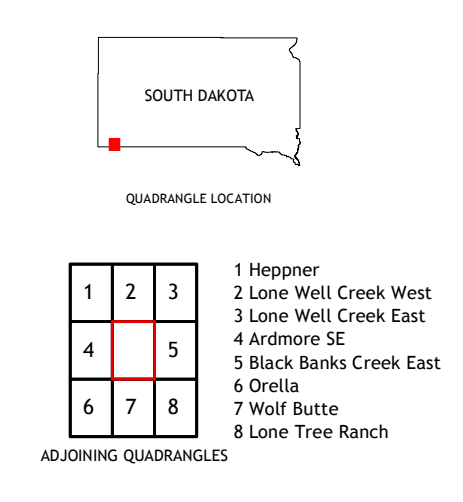 SOUTH DAKOTA
QUADRANGLE LOCATION
1 2 3
4 5
6 7 8
ADJOINING QUADRANGLES
1 Heppner
2 Lone Well Creek West
3 Lone Well Creek East
4 Ardmore SE
5 Black Banks Creek East
6 Orella
7 Wolf Butte
8 Lone Tree Ranch